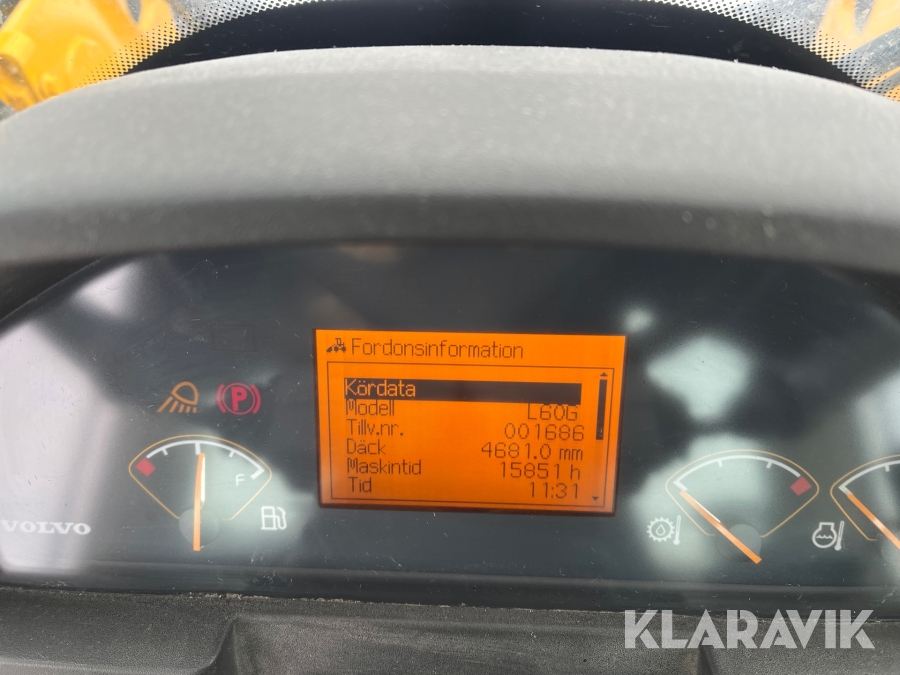 Fordonsinformation
Kördata
Modell L60G
Tillv.nr. 001686
Däck 4681.0 mm
Maskintid 15851 h
Tid 11:31
P
F
VOLVO
KLARAVIK